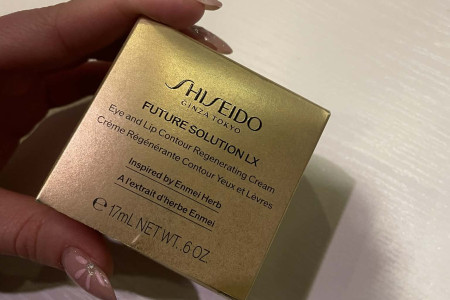 SHISEIDO
GINZA TOKYO
FUTURE SOLUTION LX
Eye and Lip Contour Regenerating Cream
Crème Régénérante Contour Yeux et Lèvres
Inspired by Enmei Herb
A l'extrait d'herbe Enmei
e 17mL NET WT. .6 OZ.